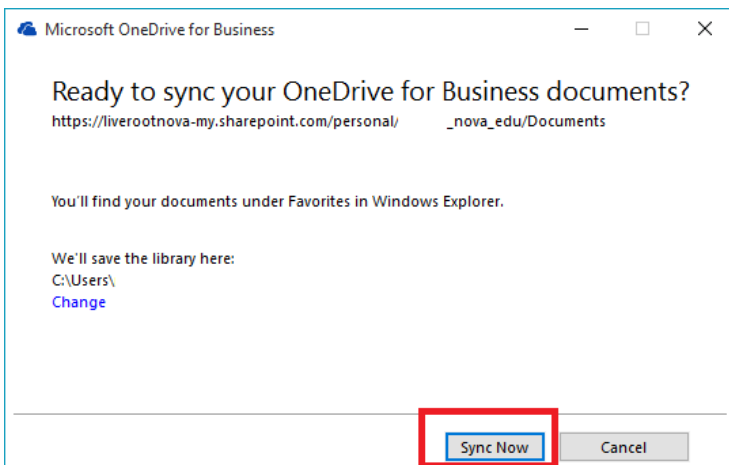 Microsoft OneDrive for Business
Ready to sync your OneDrive for Business documents?
https://liverootnova-my.sharepoint.com/personal/ _nova_edu/Documents
You'll find your documents under Favorites in Windows Explorer.
We'll save the library here:
C:\Users\
Change
Sync Now Cancel